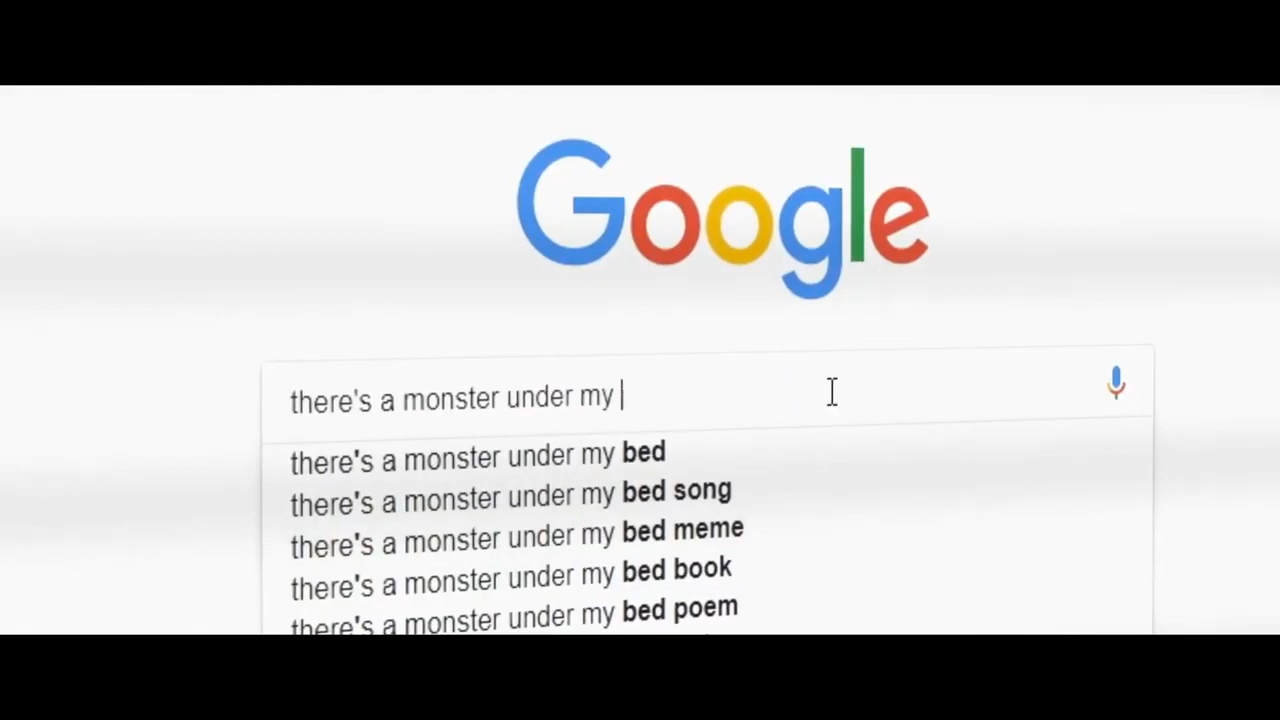 Google
there's a monster under my
there's a monster under my bed
there's a monster under my bed song
there's a monster under my bed meme
there's a monster under my bed book
there's a monster under my bed poem